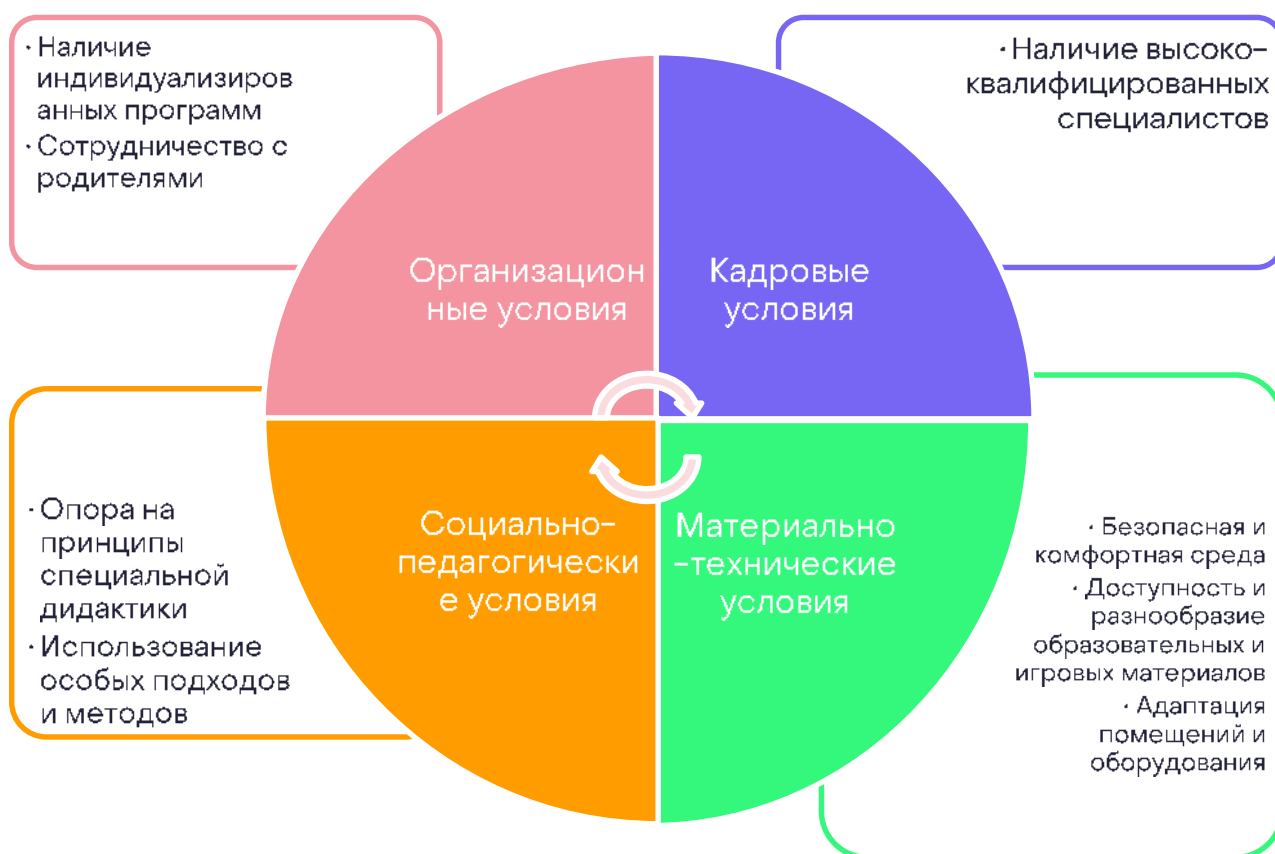 · Наличие
индивидуализиров
анных программ
· Сотрудничество с
родителями
· Наличие высоко-
квалифицированных
специалистов
Организацион
ные условия
Кадровые
условия
Социально-
педагогически
е условия
Материально
-технические
условия
· Опора на
принципы
специальной
дидактики
· Использование
особых подходов
и методов
· Безопасная и
комфортная среда
· Доступность и
разнообразие
образовательных и
игровых материалов
· Адаптация
помещений и
оборудования